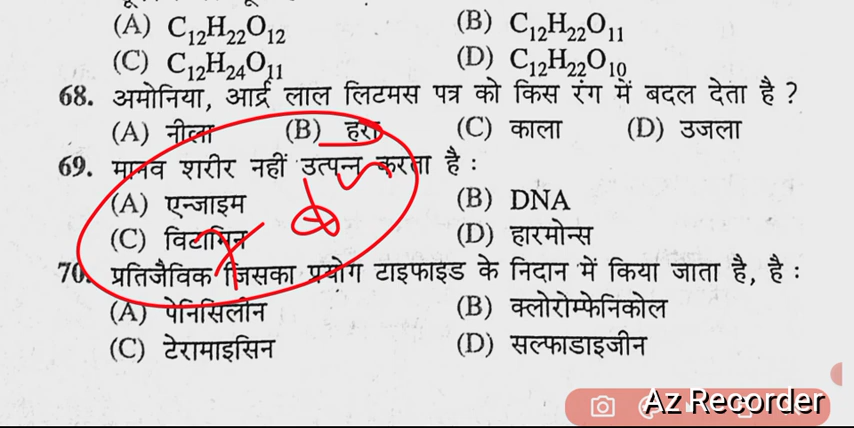 (A) C₁₂H₂₂O₁₂ (B) C₁₂H₂₂O₁₁
(C) C₁₂H₂₄O₁₁ (D) C₁₂H₂₂O₁₀
68. अमोनिया, आर्द्र लाल लिटमस पत्र को किस रंग में बदल देता है ?
(A) नीला (B) हरा (C) काला (D) उजला
69. मानव शरीर नहीं उत्पन्न करता है :
(A) एन्जाइम (B) DNA
(C) विटामिन (D) हारमोन्स
70. प्रतिजैविक जिसका प्रयोग टाइफाइड के निदान में किया जाता है, है :
(A) पेनिसिलीन (B) क्लोरोम्फेनिकोल
(C) टेरामाइसिन (D) सल्फाडाइजीन
Az Recorder